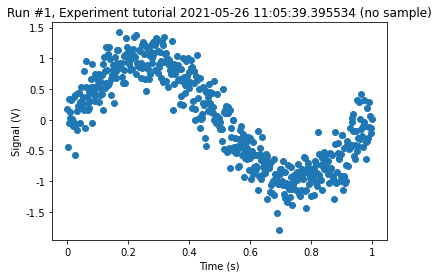 Run #1, Experiment tutorial 2021-05-26 11:05:39.395534 (no sample)
1.5
1
0.5
0
-0.5
-1
-1.5
Signal (V)
0 0.2 0.4 0.6 0.8 1
Time (s)